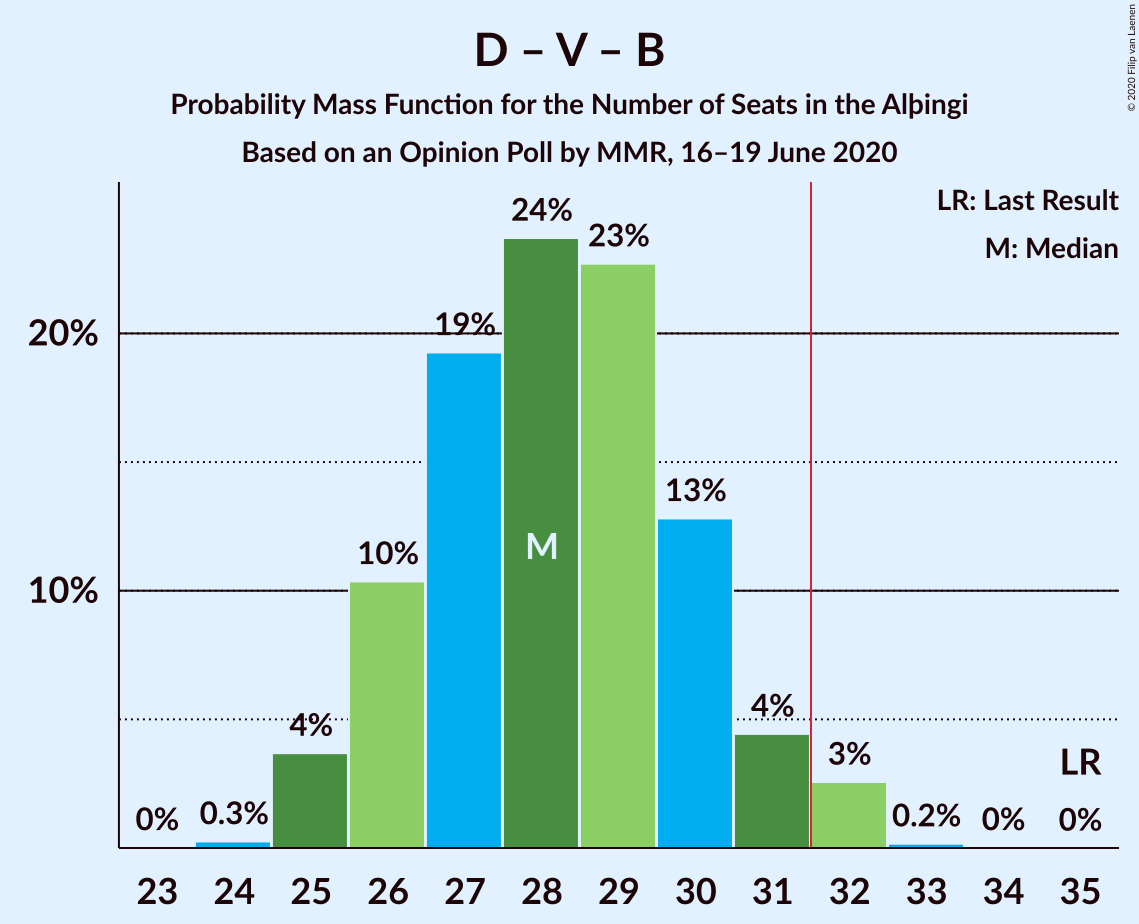 D – V – B
Probability Mass Function for the Number of Seats in the Alþingi
Based on an Opinion Poll by MMR, 16–19 June 2020
© 2020 Filip van Laenen
LR: Last Result
M: Median
24%
23%
20%
19%
13%
M
10%
10%
4%
4%
3%
LR
0%
0.3%
0.2%
0%
0%
23 24 25 26 27 28 29 30 31 32 33 34 35